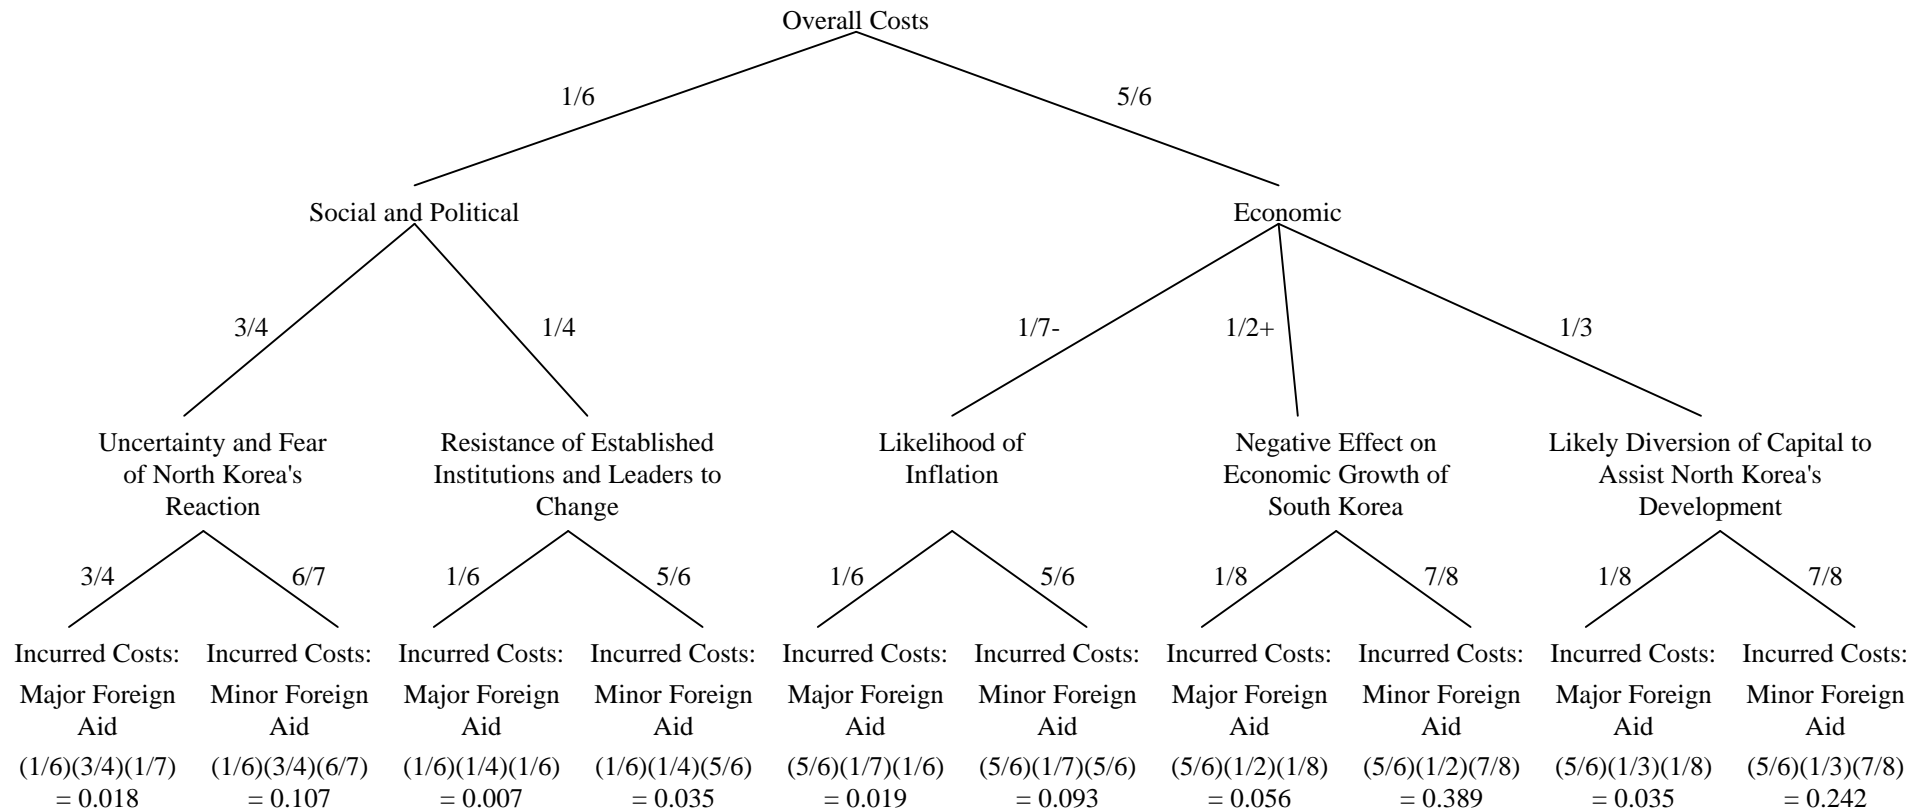 Overall Costs
1/6 5/6
Social and Political Economic
3/4 1/4 1/7- 1/2+ 1/3
Uncertainty and Fear
of North Korea's
Reaction
Resistance of Established
Institutions and Leaders to
Change
Likelihood of
Inflation
Negative Effect on
Economic Growth of
South Korea
Likely Diversion of Capital to
Assist North Korea's
Development
3/4 6/7 1/6 5/6 1/6 5/6 1/8 7/8 1/8 7/8
Incurred Costs:
Major Foreign
Aid
(1/6)(3/4)(1/7)
= 0.018
Incurred Costs:
Minor Foreign
Aid
(1/6)(3/4)(6/7)
= 0.107
Incurred Costs:
Major Foreign
Aid
(1/6)(1/4)(1/6)
= 0.007
Incurred Costs:
Minor Foreign
Aid
(1/6)(1/4)(5/6)
= 0.035
Incurred Costs:
Major Foreign
Aid
(5/6)(1/7)(1/6)
= 0.019
Incurred Costs:
Minor Foreign
Aid
(5/6)(1/7)(5/6)
= 0.093
Incurred Costs:
Major Foreign
Aid
(5/6)(1/2)(1/8)
= 0.056
Incurred Costs:
Minor Foreign
Aid
(5/6)(1/2)(7/8)
= 0.389
Incurred Costs:
Major Foreign
Aid
(5/6)(1/3)(1/8)
= 0.035
Incurred Costs:
Minor Foreign
Aid
(5/6)(1/3)(7/8)
= 0.242